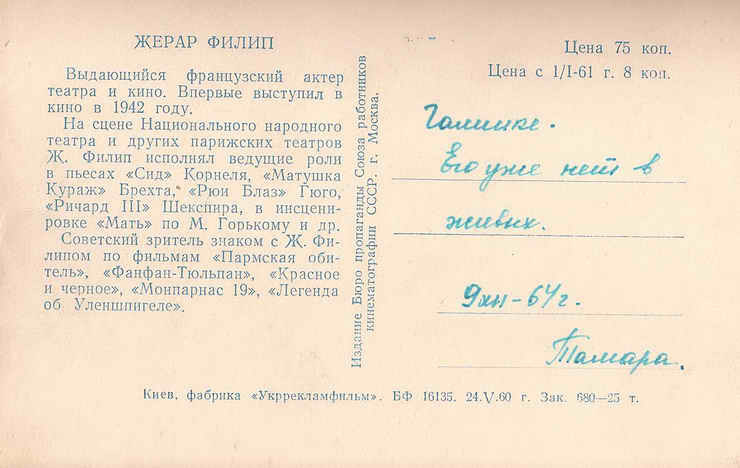 ЖЕРАР ФИЛИП
Выдающийся французский актер
театра и кино. Впервые выступил в
кино в 1942 году.
На сцене Национального народного
театра и других парижских театров
Ж. Филип исполнял ведущие роли
в пьесах «Сид» Корнеля, «Матушка
Кураж» Брехта, «Рюи Блаз» Гюго,
«Ричард III» Шекспира, в инсцени-
ровке «Мать» по М. Горькому и др.
Советский зритель знаком с Ж. Фи-
липом по фильмам «Пармская оби-
тель», «Фанфан-Тюльпан», «Красное
и черное», «Монпарнас 19», «Легенда
об Уленшпигеле».
Издание Бюро пропаганды Союза работников
кинематографии СССР. г. Москва.
Цена 75 коп.
Цена с 1/I-61 г. 8 коп.
Галинке.
Его уже нет в
живых.
9 64 г.
Тамара.
Киев, фабрика «Укррекламфильм». БФ 16135. 24.V.60 г. Зак. 680—25 т.